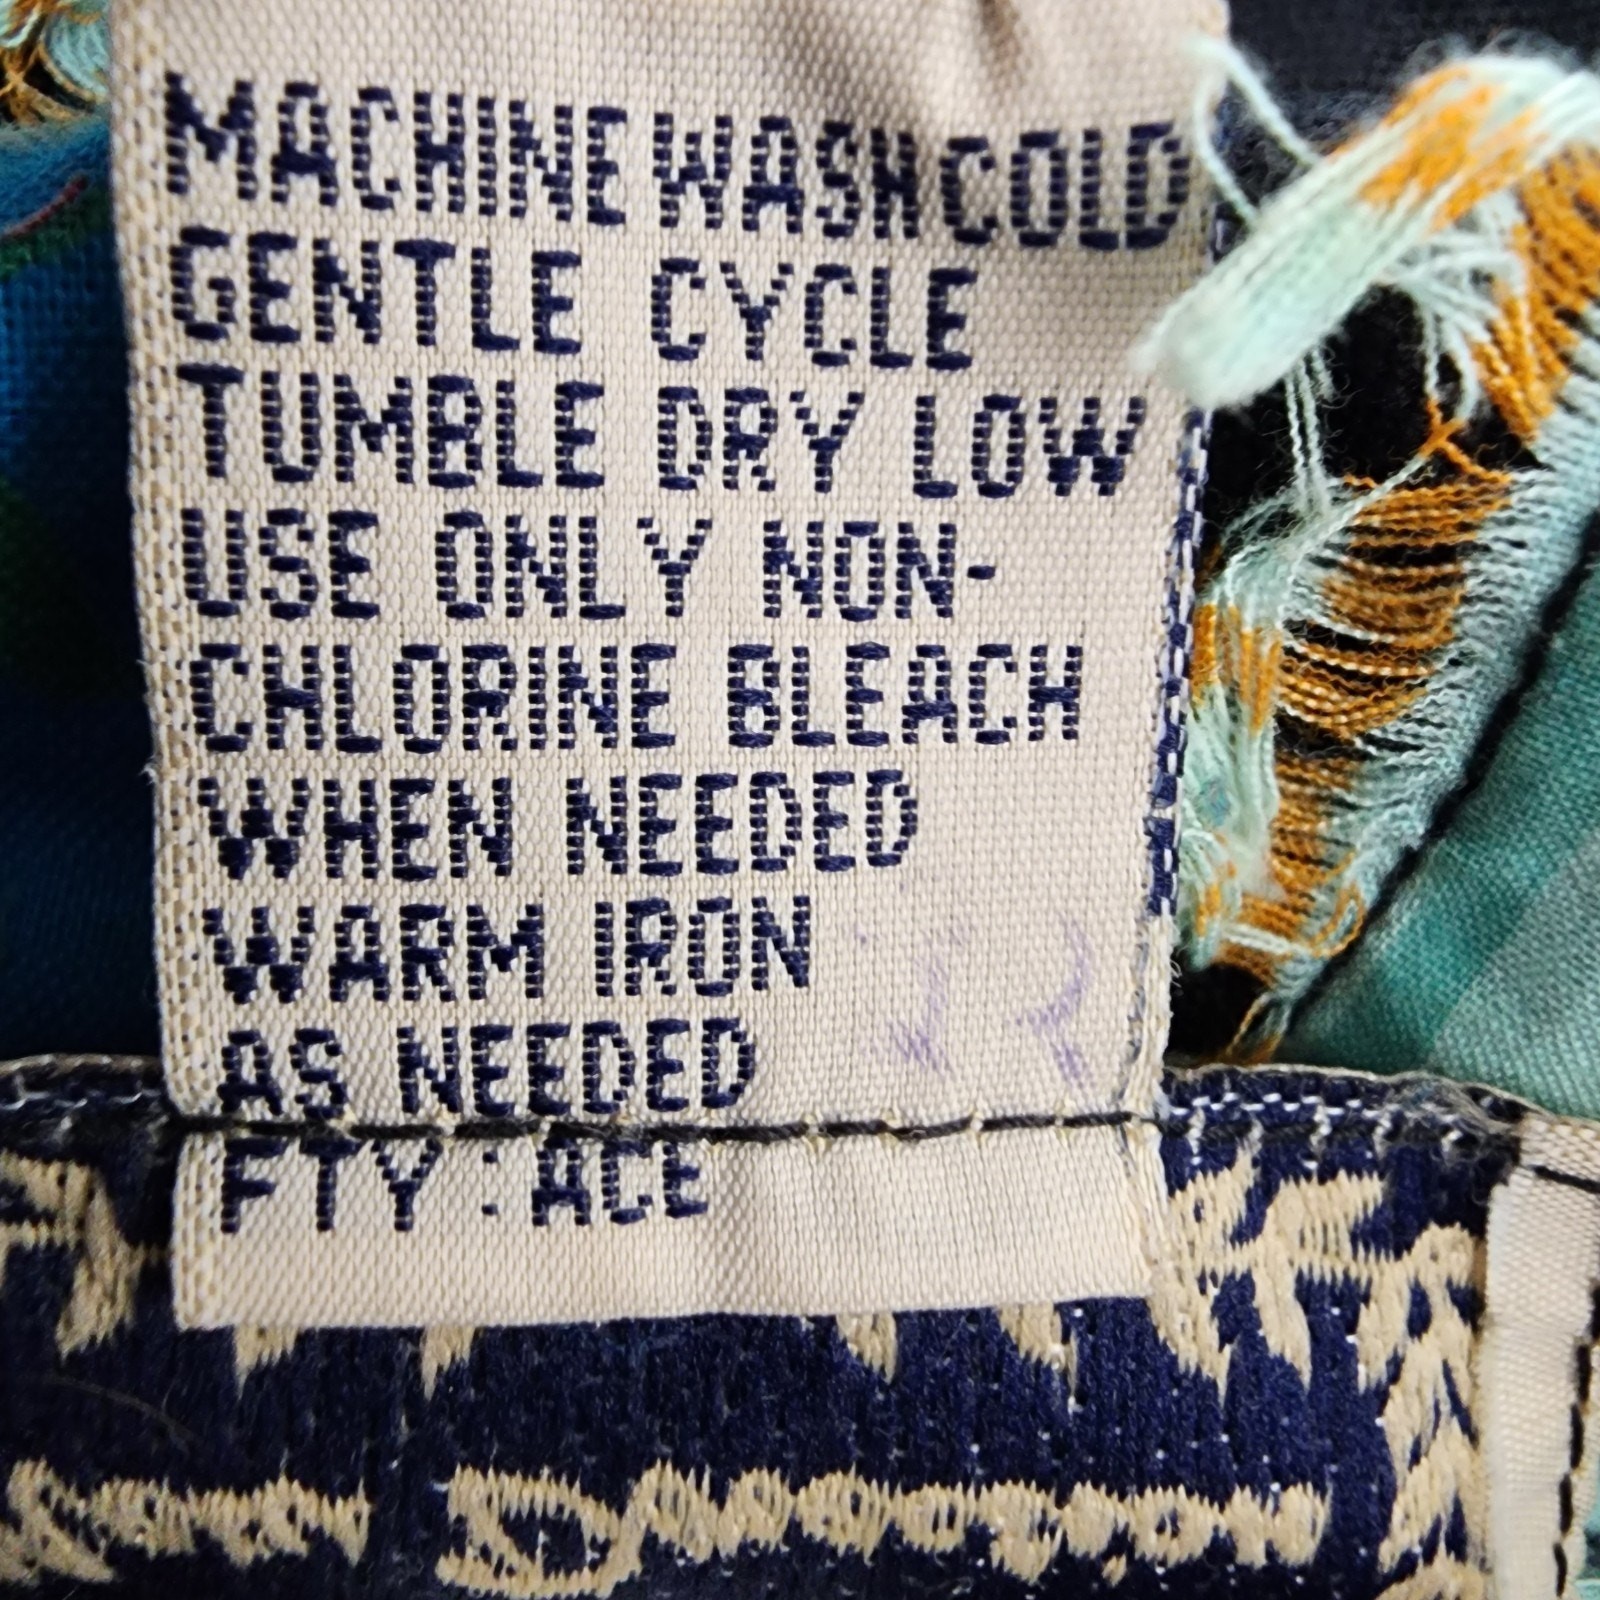 MACHINE WASH COLD
GENTLE CYCLE
TUMBLE DRY LOW
USE ONLY NON-
CHLORINE BLEACH
WHEN NEEDED
WARM IRON
AS NEEDED
FTY : ACE